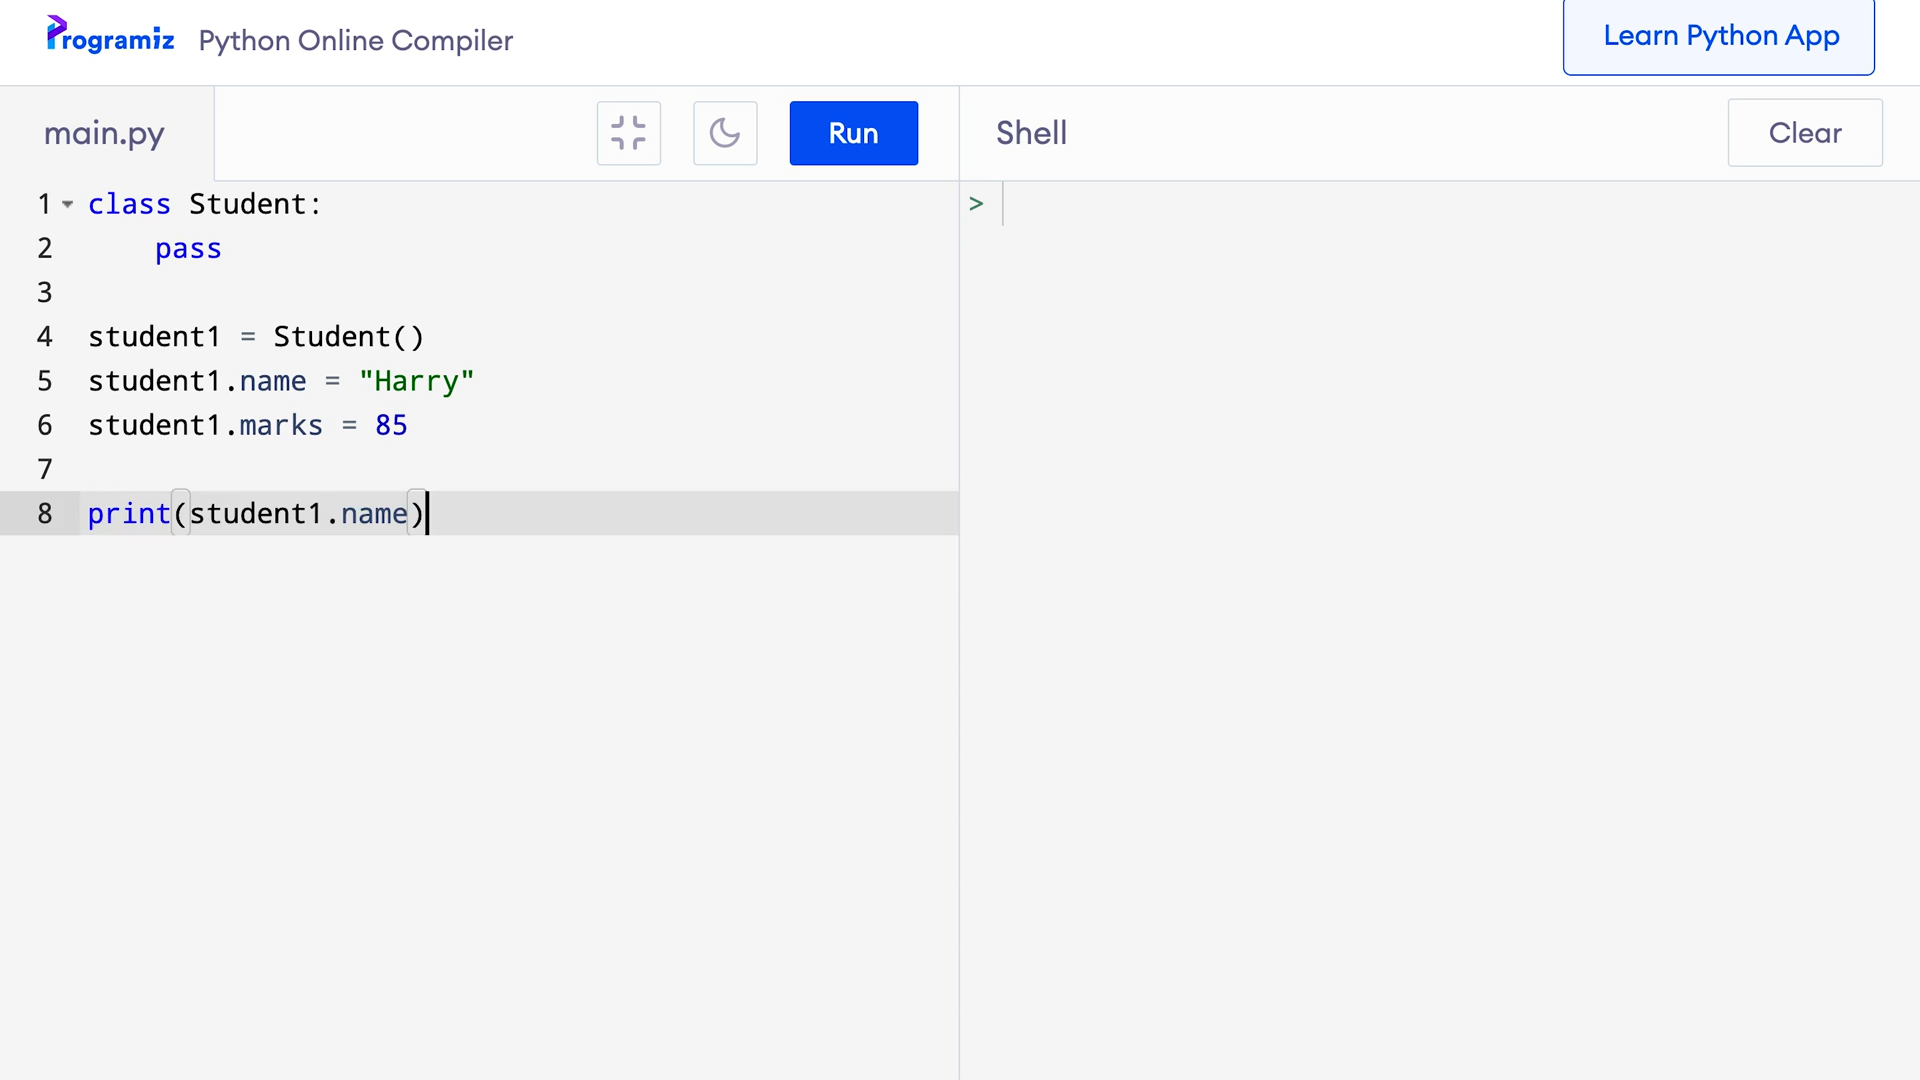 Programiz Python Online Compiler
Learn Python App
main.py
Run
Shell
Clear
1 class Student:
2     pass
3
4 student1 = Student()
5 student1.name = "Harry"
6 student1.marks = 85
7
8 print(student1.name)
>